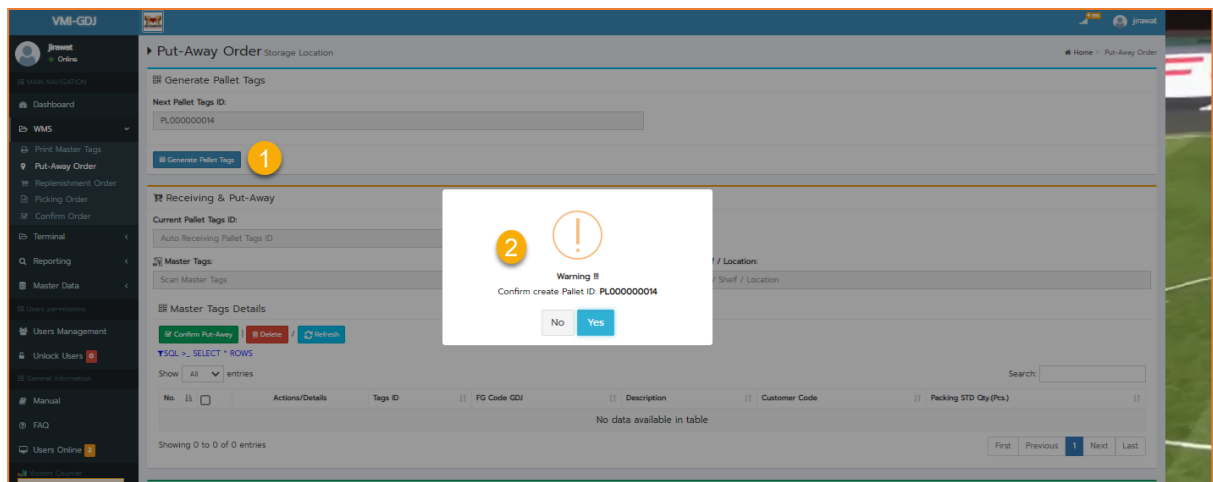 VMI-GDJ
jirawat
jirawat
Online
Put-Away Order Storage Location
Home > Put-Away Order
MAIN NAVIGATION
Dashboard
WMS
Print Master Tags
Put-Away Order
Replenishment Order
Picking Order
Confirm Order
Terminal
Reporting
Master Data
Users permissions
Users Management
Unlock Users 0
General information
Manual
FAQ
Users Online 2
Visitors Counter
Generate Pallet Tags
Next Pallet Tags ID:
PL000000014
Generate Pallet Tags
1
Receiving & Put-Away
Current Pallet Tags ID:
Auto Receiving Pallet Tags ID
Master Tags:
/ Location:
Scan Master Tags
/ Shelf / Location
2
Warning !!!
Confirm create Pallet ID: PL000000014
No Yes
Master Tags Details
Confirm Put-Away | Delete / Refresh
SQL >_ SELECT * ROWS
Show All entries
Search:
No. Actions/Details Tags ID FG Code GDJ Description Customer Code Packing STD Qty.(Pcs.)
No data available in table
Showing 0 to 0 of 0 entries
First Previous 1 Next Last